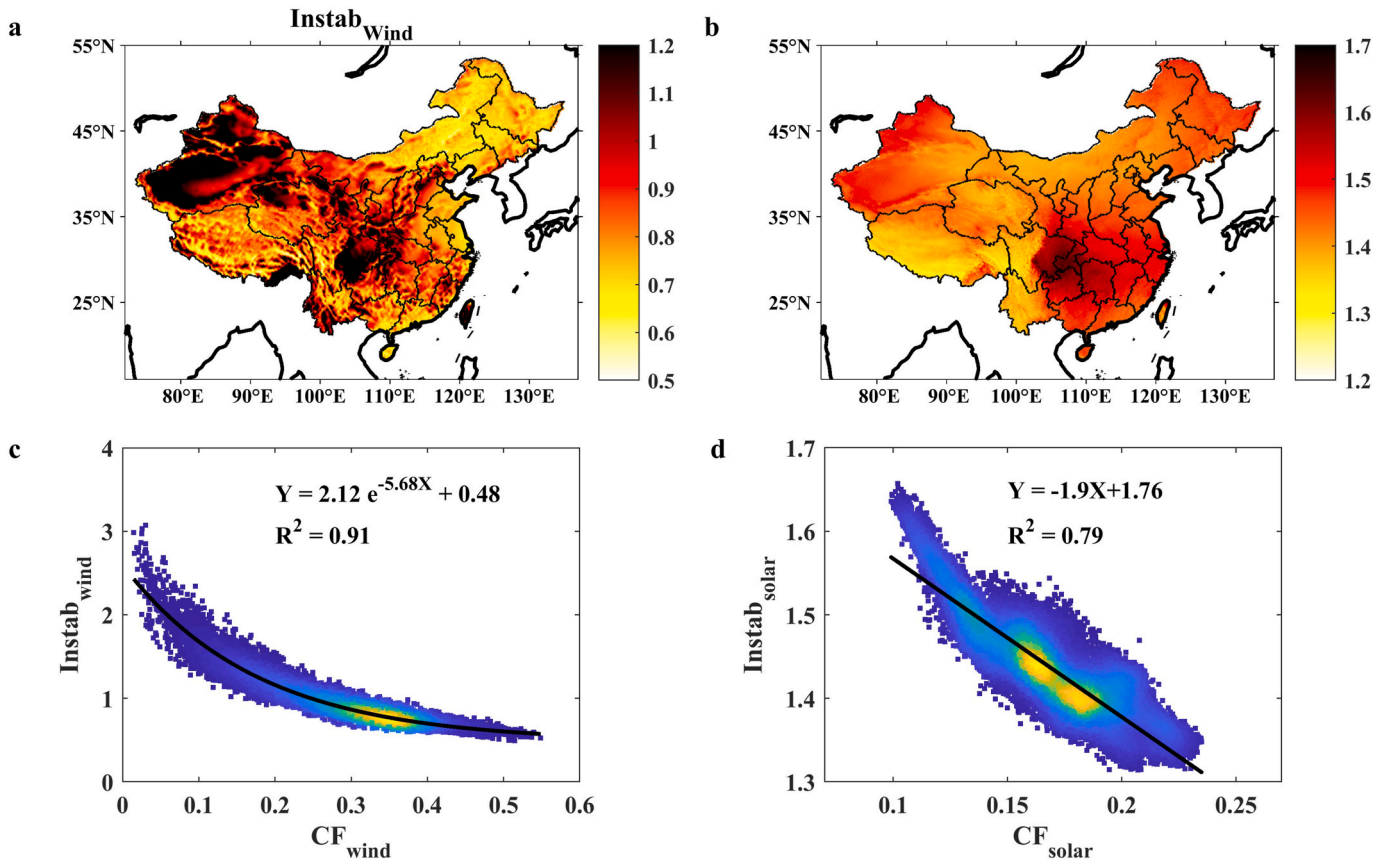 a
Instab_Wind
55°N
45°N
35°N
25°N
80°E 90°E 100°E 110°E 120°E 130°E
1.2
1.1
1
0.9
0.8
0.7
0.6
0.5
b
55°N
45°N
35°N
25°N
80°E 90°E 100°E 110°E 120°E 130°E
1.7
1.6
1.5
1.4
1.3
1.2
c
Instab_wind
4
3
2
1
0
Y = 2.12 e^-5.68X + 0.48
R² = 0.91
0 0.1 0.2 0.3 0.4 0.5 0.6
CF_wind
d
Instab_solar
1.7
1.6
1.5
1.4
1.3
Y = -1.9X+1.76
R² = 0.79
0.1 0.15 0.2 0.25
CF_solar